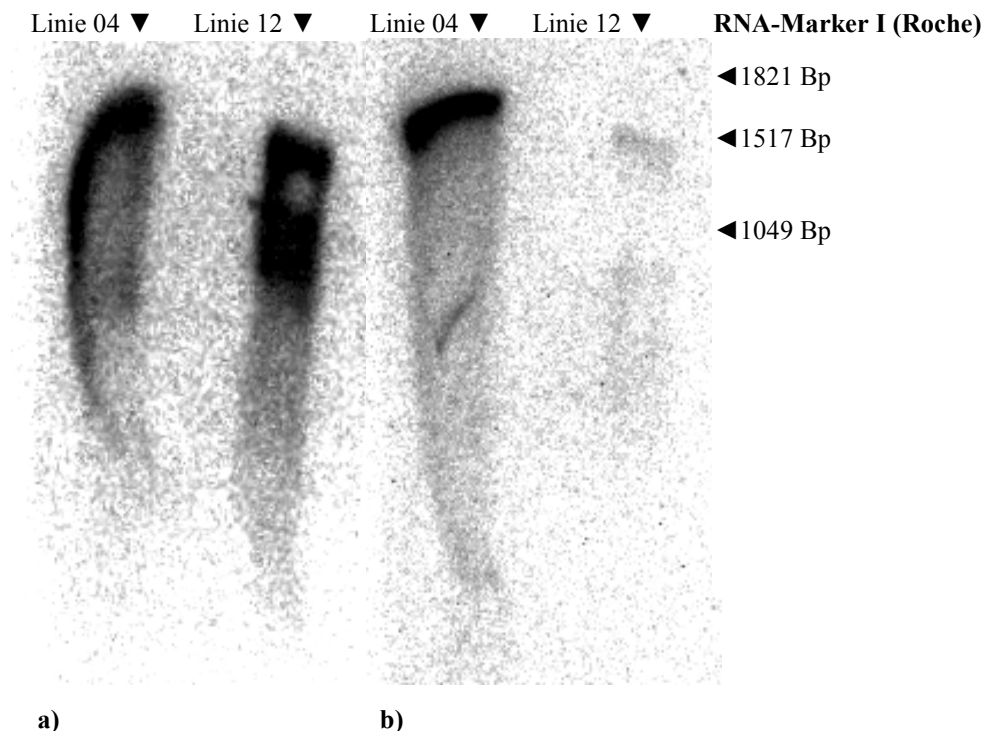 Linie 04 ▼ Linie 12 ▼ Linie 04 ▼ Linie 12 ▼ RNA-Marker I (Roche)
◄1821 Bp
◄1517 Bp
◄1049 Bp
a) b)